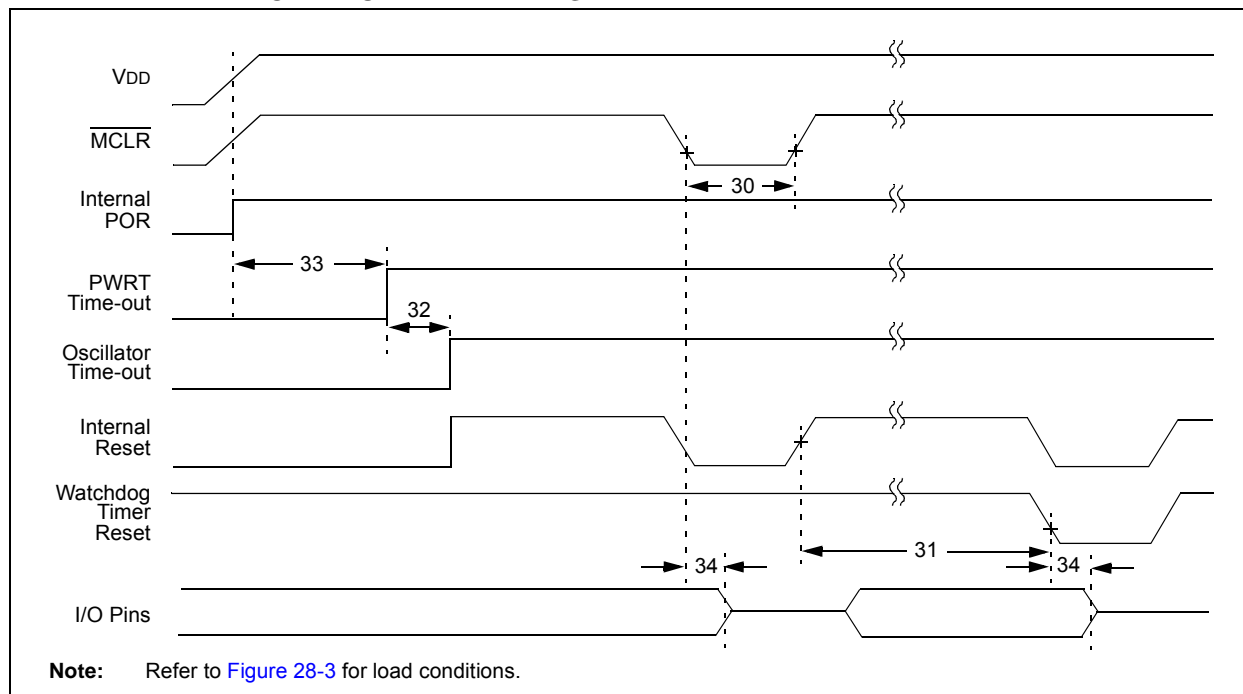 VDD
MCLR
30
Internal
POR
33
PWRT
Time-out
32
Oscillator
Time-out
Internal
Reset
Watchdog
Timer
Reset
31
34
34
I/O Pins
Note: Refer to Figure 28-3 for load conditions.